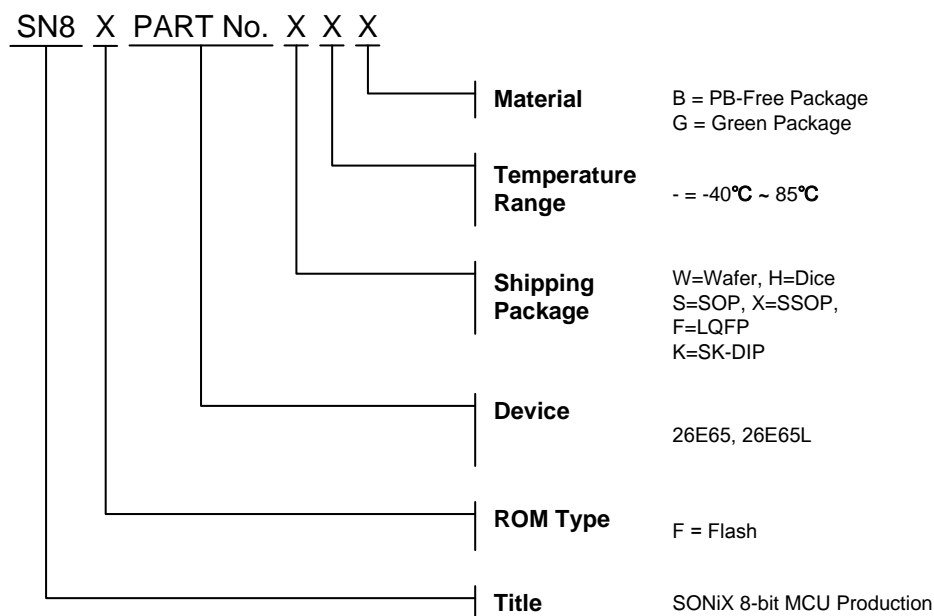 SN8 X PART No. X X X
Material
B = PB-Free Package
G = Green Package
Temperature
Range
- = -40℃ ~ 85℃
Shipping
Package
W=Wafer, H=Dice
S=SOP, X=SSOP,
F=LQFP
K=SK-DIP
Device
26E65, 26E65L
ROM Type
F = Flash
Title
SONiX 8-bit MCU Production